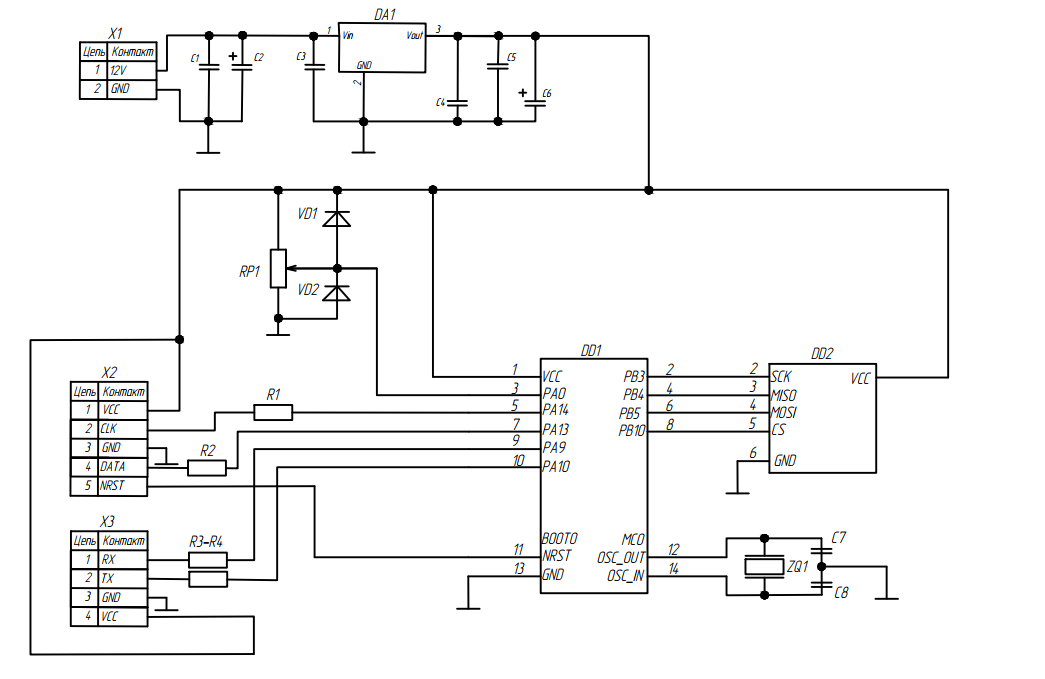 X1
Цепь Контакт
1 12V
2 GND
C1
+ C2
C3
DA1
1 Vin Vout 3
GND
2
C4
C5
+ C6
VD1
RP1
VD2
X2
Цепь Контакт
1 VCC
2 CLK
3 GND
4 DATA
5 NRST
R1
R2
X3
Цепь Контакт
1 RX
2 TX
3 GND
4 VCC
R3-R4
DD1
1 VCC PB3 2
3 PA0 PB4 4
5 PA14 PB5 6
7 PA13 PB10 8
9 PA9
10 PA10
BOOT0 MCO
11 NRST OSC_OUT 12
13 GND OSC_IN 14
DD2
2 SCK VCC
3 MISO
4 MOSI
5 CS
6 GND
C7
ZQ1
C8